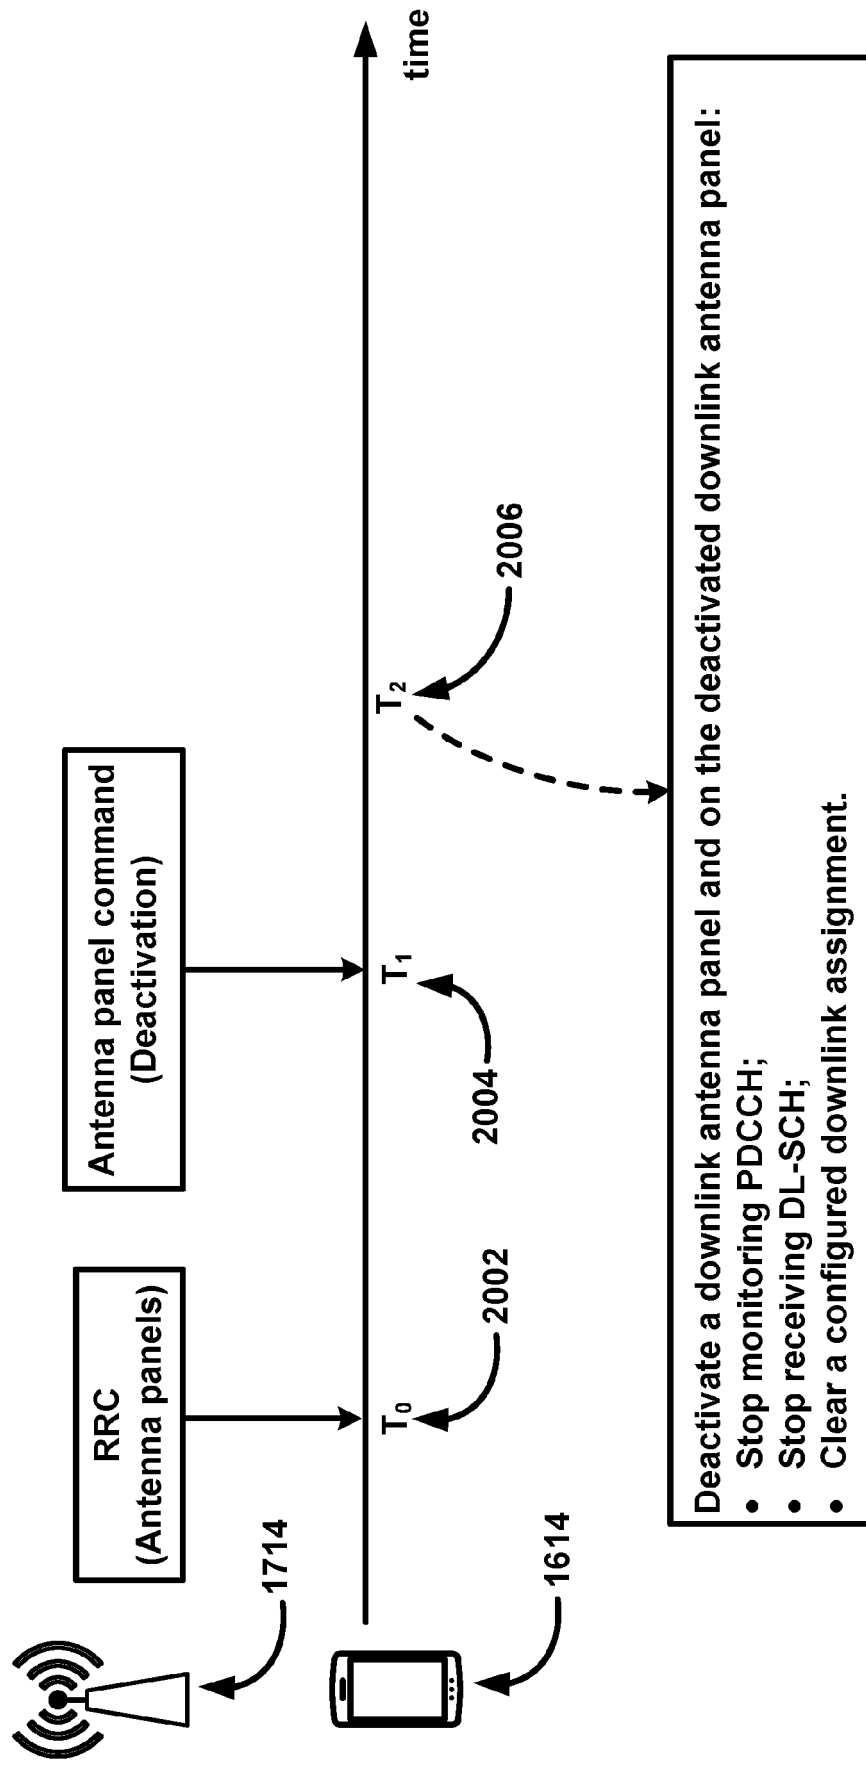 1714
1614
RRC
(Antenna panels)
Antenna panel command
(Deactivation)
T0
2002
2004
T1
T2
2006
time
Deactivate a downlink antenna panel and on the deactivated downlink antenna panel:
• Stop monitoring PDCCH;
• Stop receiving DL-SCH;
• Clear a configured downlink assignment.